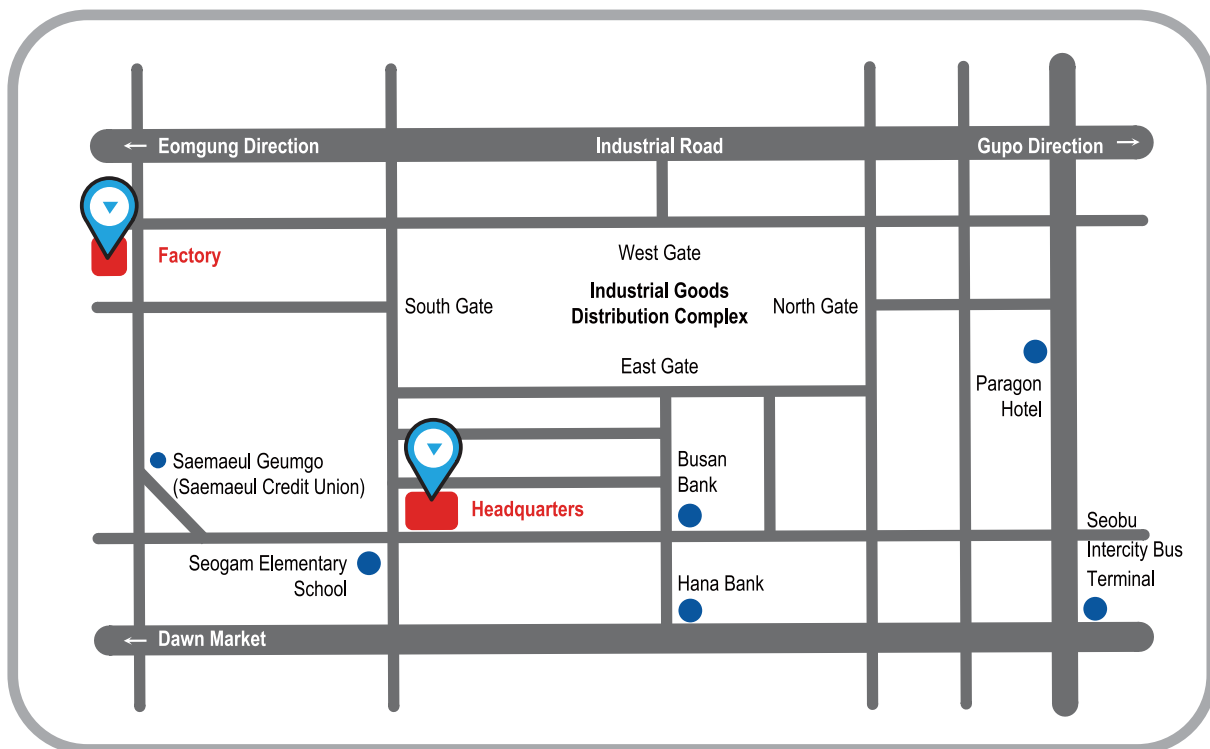 ← Eomgung Direction
Industrial Road
Gupo Direction →
Factory
West Gate
Industrial Goods
Distribution Complex
South Gate
North Gate
East Gate
Paragon
Hotel
Saemaeul Geumgo
(Saemaeul Credit Union)
Busan
Bank
Headquarters
Seobu
Intercity Bus
Terminal
Seogam Elementary
School
Hana Bank
← Dawn Market